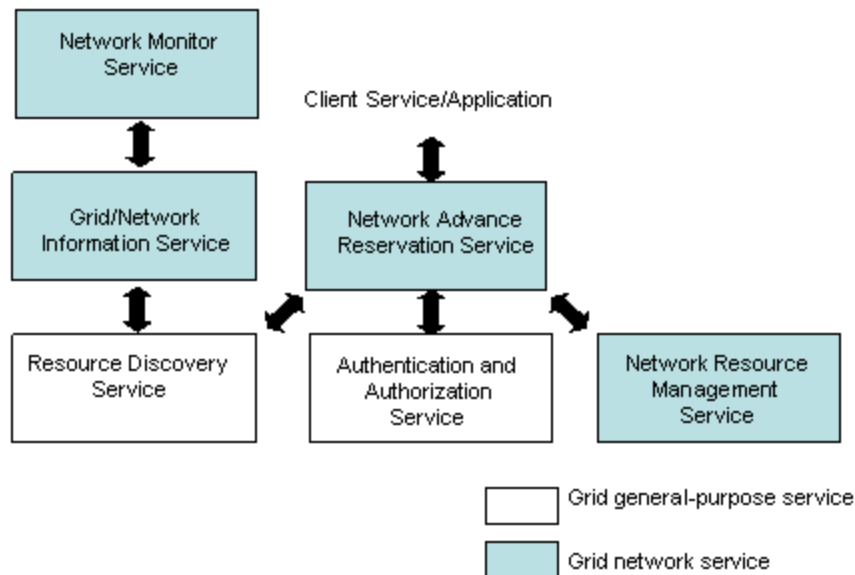 Network Monitor
Service
Client Service/Application
Grid/Network
Information Service
Network Advance
Reservation Service
Resource Discovery
Service
Authentication and
Authorization
Service
Network Resource
Management
Service
Grid general-purpose service
Grid network service